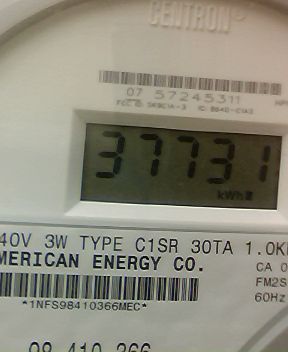 CENTRON
07 57245311
37731
kWh
40V 3W TYPE C1SR 30TA 1.0K
MERICAN ENERGY CO.
CA 0
FM2S
60Hz
*1NFS98410366MEC*
98 410 366